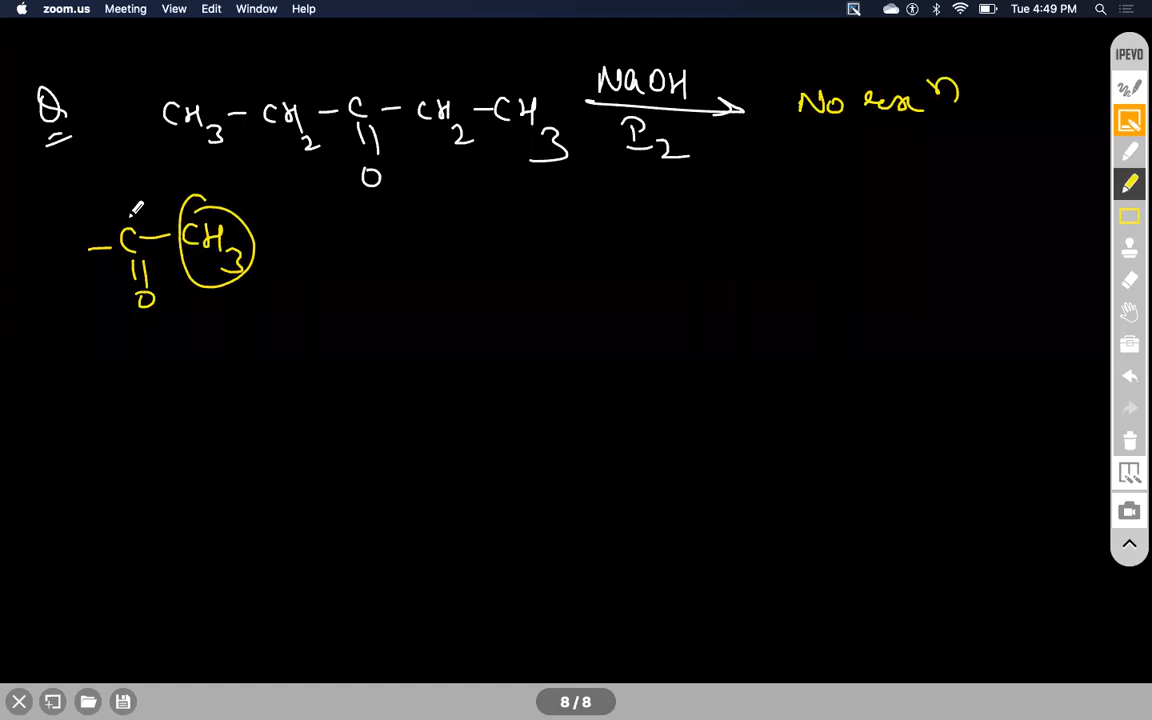 zoom.us Meeting View Edit Window Help Tue 4:49 PM
IPEVO
NaOH
Q CH3 - CH2 - C - CH2 - CH3 No rexn
I2
O
- C - CH3
O
8 / 8